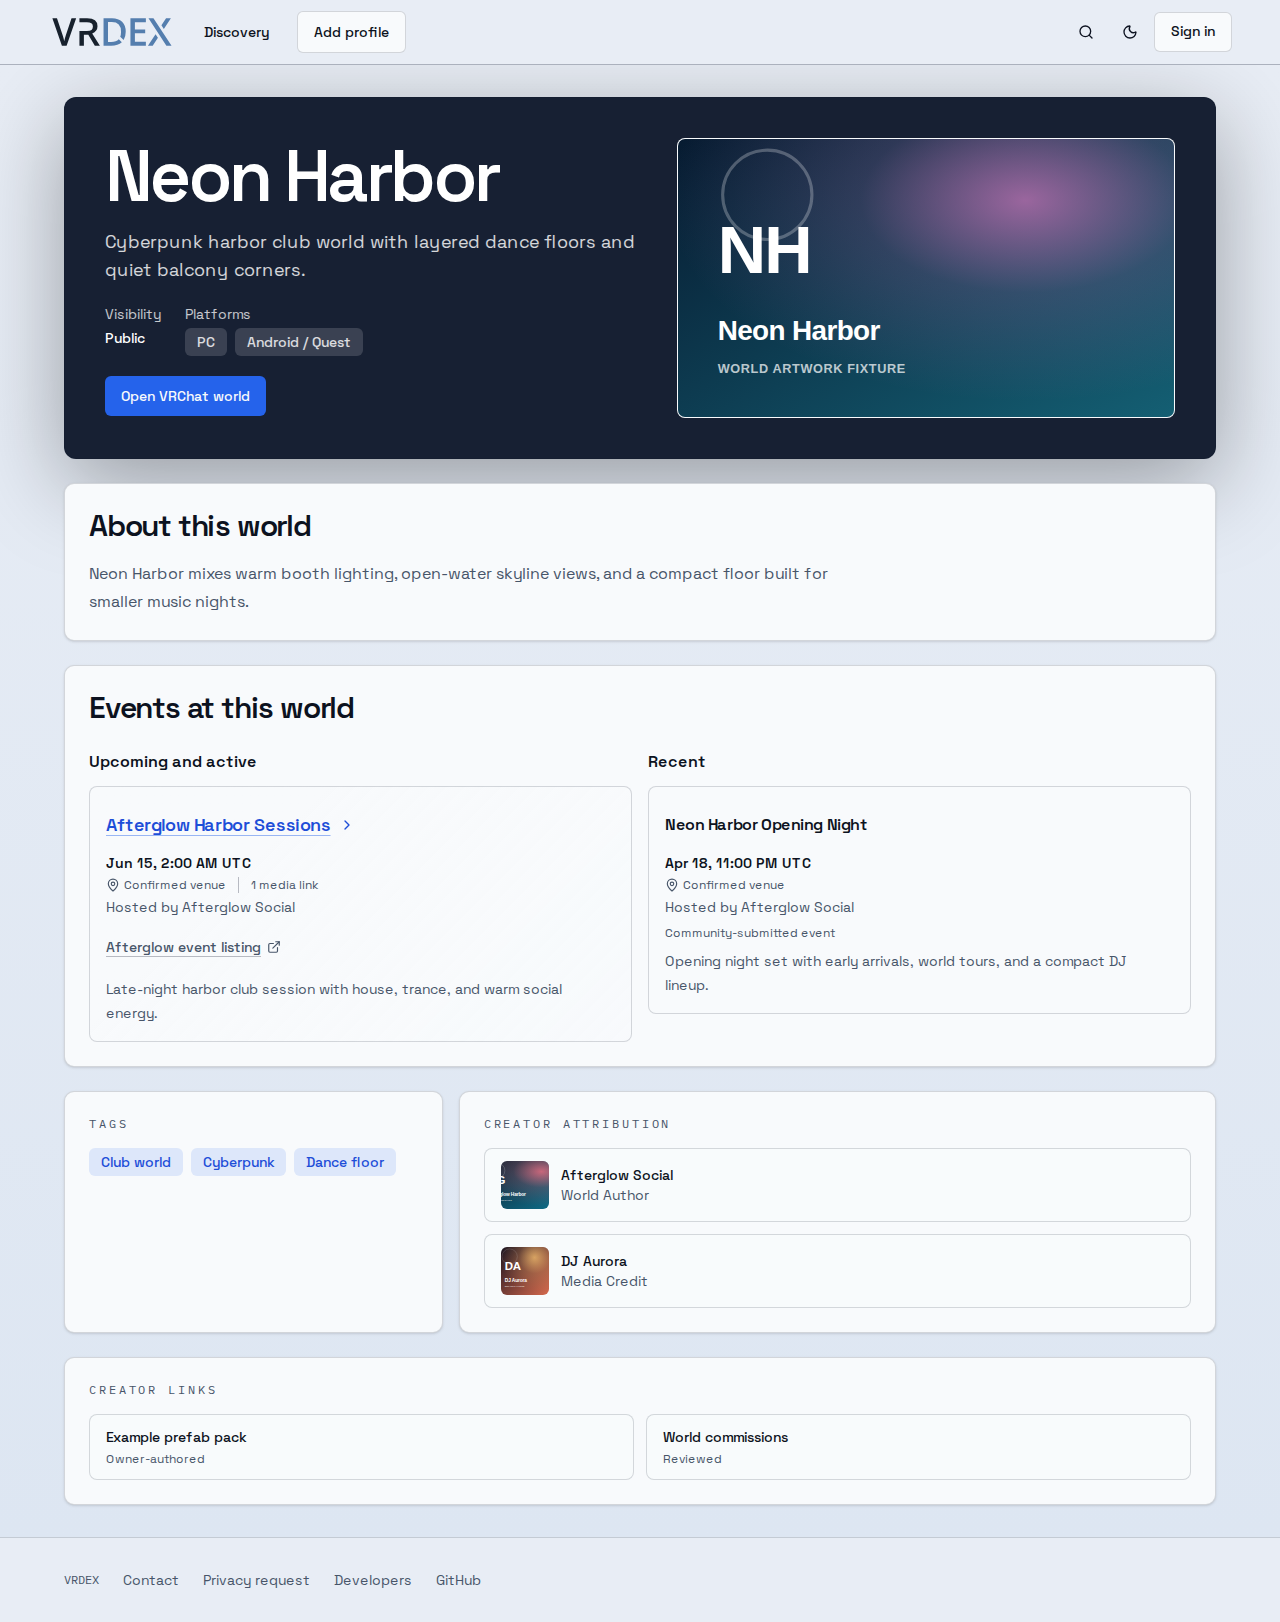 VRDEX
Discovery
Add profile
Sign in
Neon Harbor
Cyberpunk harbor club world with layered dance floors and
quiet balcony corners.
Visibility
Platforms
Public
PC
Android / Quest
Open VRChat world
NH
Neon Harbor
WORLD ARTWORK FIXTURE
About this world
Neon Harbor mixes warm booth lighting, open-water skyline views, and a compact floor built for
smaller music nights.
Events at this world
Upcoming and active
Afterglow Harbor Sessions
Jun 15, 2:00 AM UTC
Confirmed venue
1 media link
Hosted by Afterglow Social
Afterglow event listing
Late-night harbor club session with house, trance, and warm social
energy.
Recent
Neon Harbor Opening Night
Apr 18, 11:00 PM UTC
Confirmed venue
Hosted by Afterglow Social
Community-submitted event
Opening night set with early arrivals, world tours, and a compact DJ
lineup.
TAGS
Club world
Cyberpunk
Dance floor
CREATOR ATTRIBUTION
Afterglow Social
World Author
DA
DJ Aurora
DJ Aurora
Media Credit
CREATOR LINKS
Example prefab pack
Owner-authored
World commissions
Reviewed
VRDEX
Contact
Privacy request
Developers
GitHub